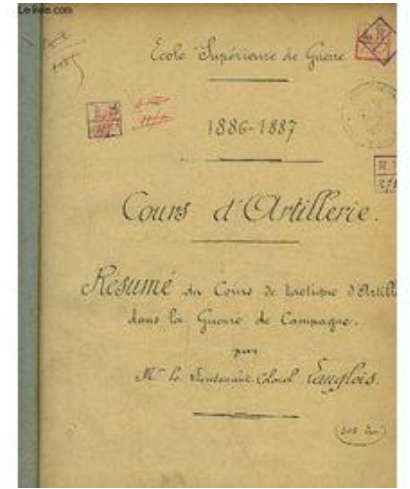 Le-livre.com
École Supérieure de Guerre
1886-1887
Cours d'Artillerie.
Résumé du Cours de tactique d'Artill
dans la Guerre de Campagne.
par
Mr le Lieutenant-Colonel Langlois.